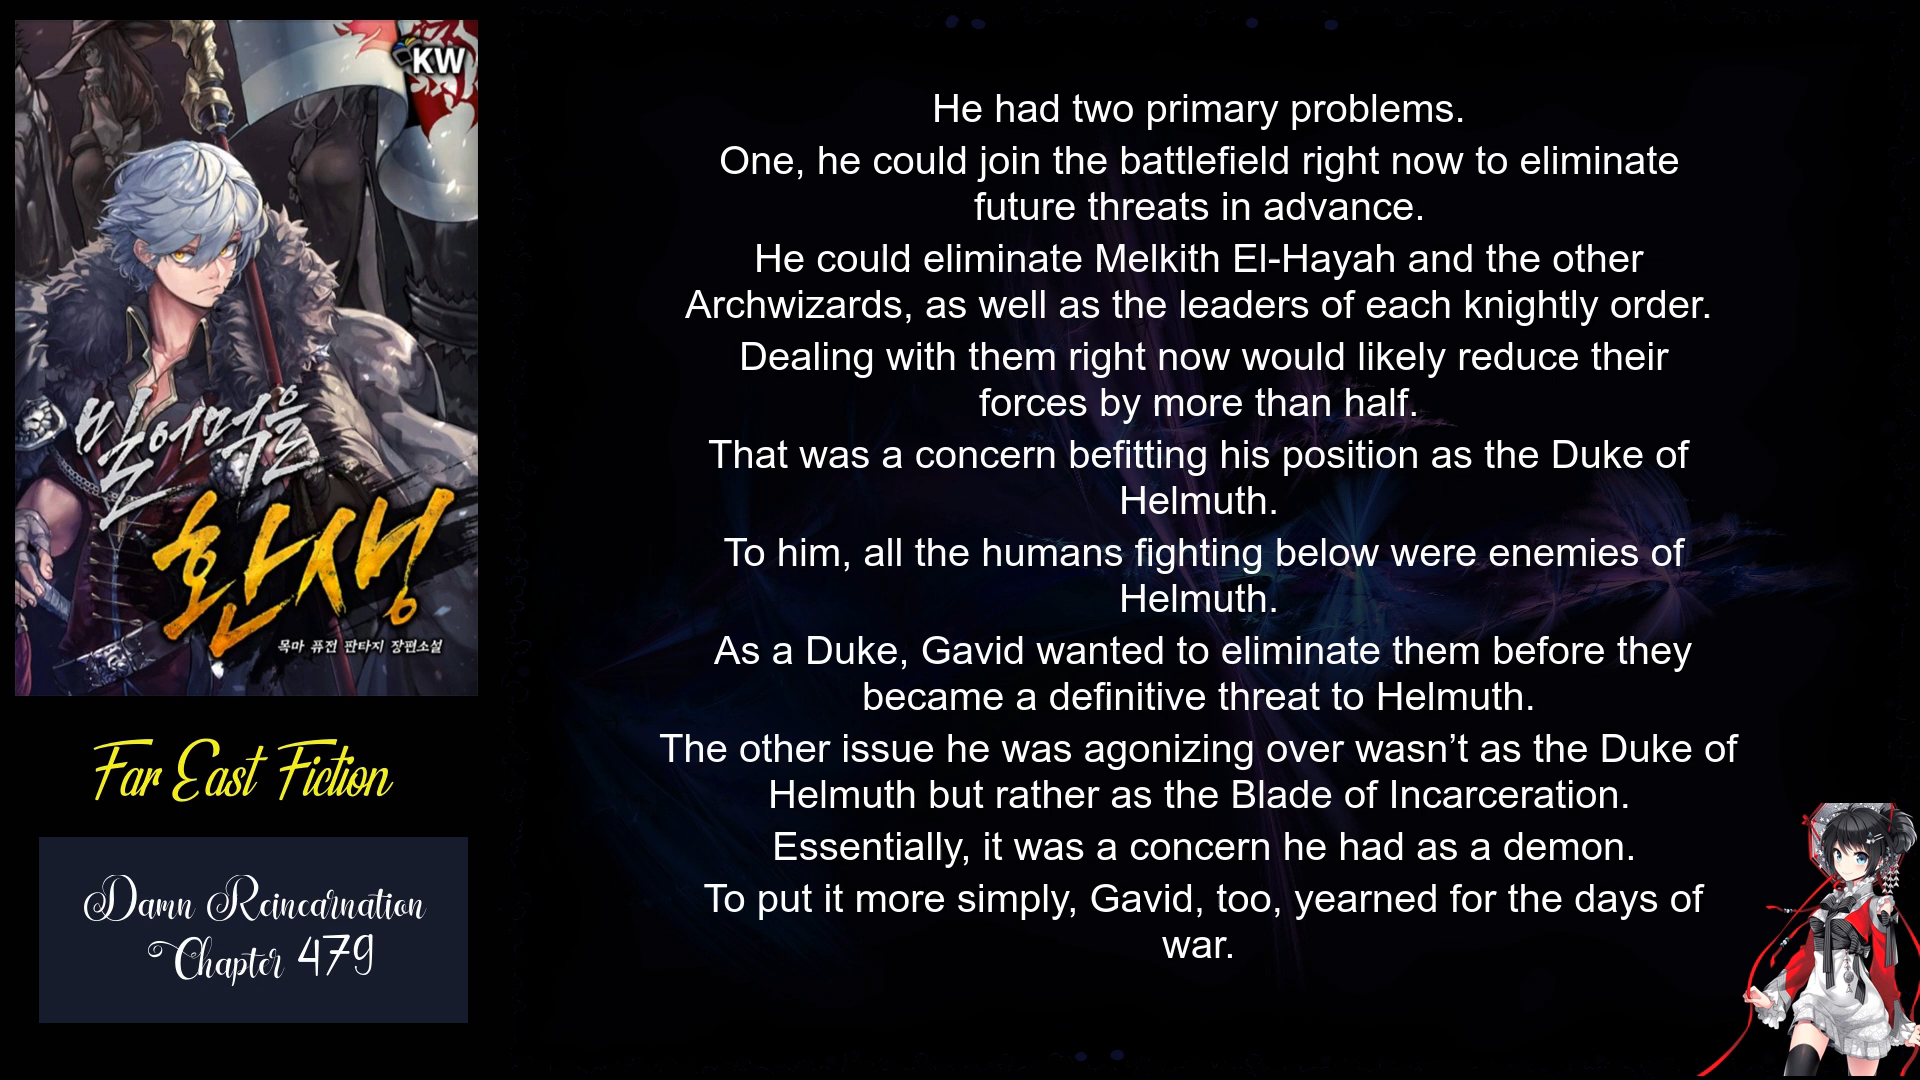 KW
빌어먹을
환생
목마 퓨전 판타지 장편소설
Far East Fiction
Damn Reincarnation
Chapter 479
He had two primary problems.
One, he could join the battlefield right now to eliminate
future threats in advance.
He could eliminate Melkith El-Hayah and the other
Archwizards, as well as the leaders of each knightly order.
Dealing with them right now would likely reduce their
forces by more than half.
That was a concern befitting his position as the Duke of
Helmuth.
To him, all the humans fighting below were enemies of
Helmuth.
As a Duke, Gavid wanted to eliminate them before they
became a definitive threat to Helmuth.
The other issue he was agonizing over wasn’t as the Duke of
Helmuth but rather as the Blade of Incarceration.
Essentially, it was a concern he had as a demon.
To put it more simply, Gavid, too, yearned for the days of
war.